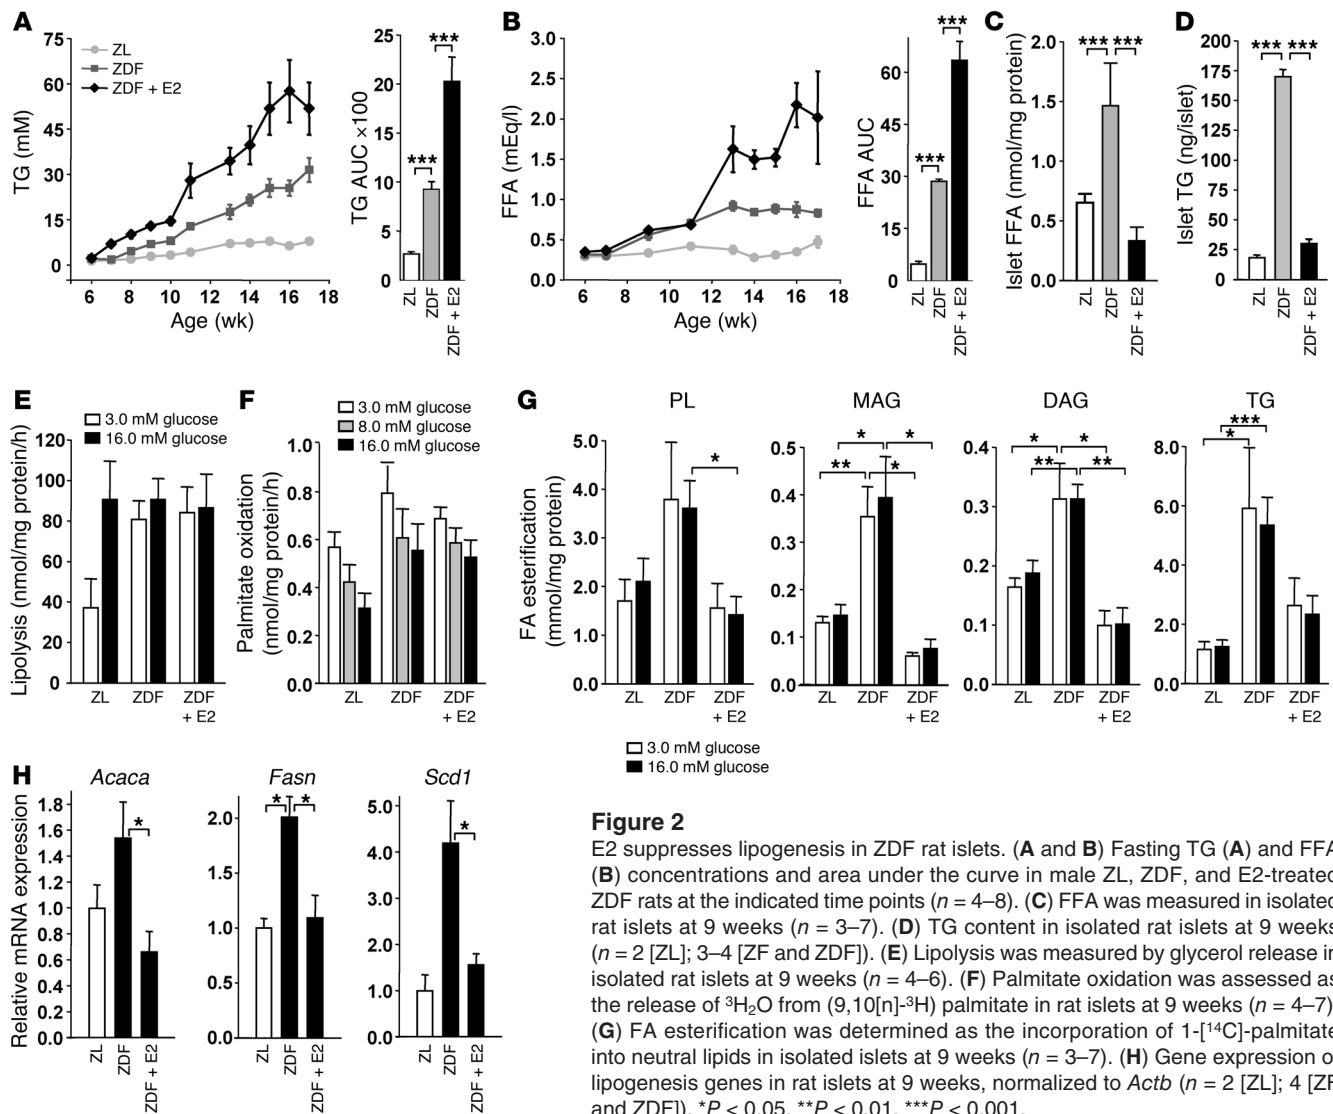 A
TG (mM)
75
60
45
30
15
0
ZL
ZDF
ZDF + E2
6 8 10 12 14 16 18
Age (wk)
TG AUC ×100
25
20
15
10
5
0
***
***
ZL
ZDF
ZDF + E2
B
FFA (mEq/l)
3.0
2.5
2.0
1.5
1.0
0.5
0.0
6 8 10 12 14 16 18
Age (wk)
FFA AUC
60
30
15
0
***
***
ZL
ZDF
ZDF + E2
C
Islet FFA (nmol/mg protein)
2.0
1.5
1.0
0.5
0.0
*** ***
ZL
ZDF
ZDF + E2
D
Islet TG (ng/islet)
200
175
150
125
100
75
50
25
0
*** ***
ZL
ZDF
ZDF + E2
E
3.0 mM glucose
16.0 mM glucose
Lipolysis (nmol/mg protein/h)
120
100
80
60
40
20
0
ZL ZDF ZDF
+ E2
F
3.0 mM glucose
8.0 mM glucose
16.0 mM glucose
Palmitate oxidation
(nmol/mg protein/h)
1.0
0.8
0.6
0.4
0.2
0.0
ZL ZDF ZDF
+ E2
G
FA esterification
(mmol/mg protein)
PL
5.0
4.0
3.0
2.0
1.0
0.0
*
ZL ZDF ZDF
+ E2
MAG
0.5
0.4
0.3
0.2
0.1
0.0
* *
** *
ZL ZDF ZDF
+ E2
DAG
0.4
0.3
0.2
0.1
0.0
* *
** **
ZL ZDF ZDF
+ E2
TG
8.0
6.0
4.0
2.0
0.0
***
*
ZL ZDF ZDF
+ E2
3.0 mM glucose
16.0 mM glucose
H
Relative mRNA expression
Acaca
1.8
1.6
1.4
1.2
1.0
0.8
0.6
0.4
0.2
0.0
*
ZL
ZDF
ZDF + E2
Fasn
2.0
1.5
1.0
0.5
0.0
* *
ZL
ZDF
ZDF + E2
Scd1
5.0
4.0
3.0
2.0
1.0
0.0
*
ZL
ZDF
ZDF + E2
Figure 2
E2 suppresses lipogenesis in ZDF rat islets. (A and B) Fasting TG (A) and FFA
(B) concentrations and area under the curve in male ZL, ZDF, and E2-treated
ZDF rats at the indicated time points (n = 4–8). (C) FFA was measured in isolated
rat islets at 9 weeks (n = 3–7). (D) TG content in isolated rat islets at 9 weeks
(n = 2 [ZL]; 3–4 [ZF and ZDF]). (E) Lipolysis was measured by glycerol release in
isolated rat islets at 9 weeks (n = 4–6). (F) Palmitate oxidation was assessed as
the release of ³H₂O from (9,10[n]-³H) palmitate in rat islets at 9 weeks (n = 4–7).
(G) FA esterification was determined as the incorporation of 1-[¹⁴C]-palmitate
into neutral lipids in isolated islets at 9 weeks (n = 3–7). (H) Gene expression of
lipogenesis genes in rat islets at 9 weeks, normalized to Actb (n = 2 [ZL]; 4 [ZF
and ZDF]). *P < 0.05, **P < 0.01, ***P < 0.001.